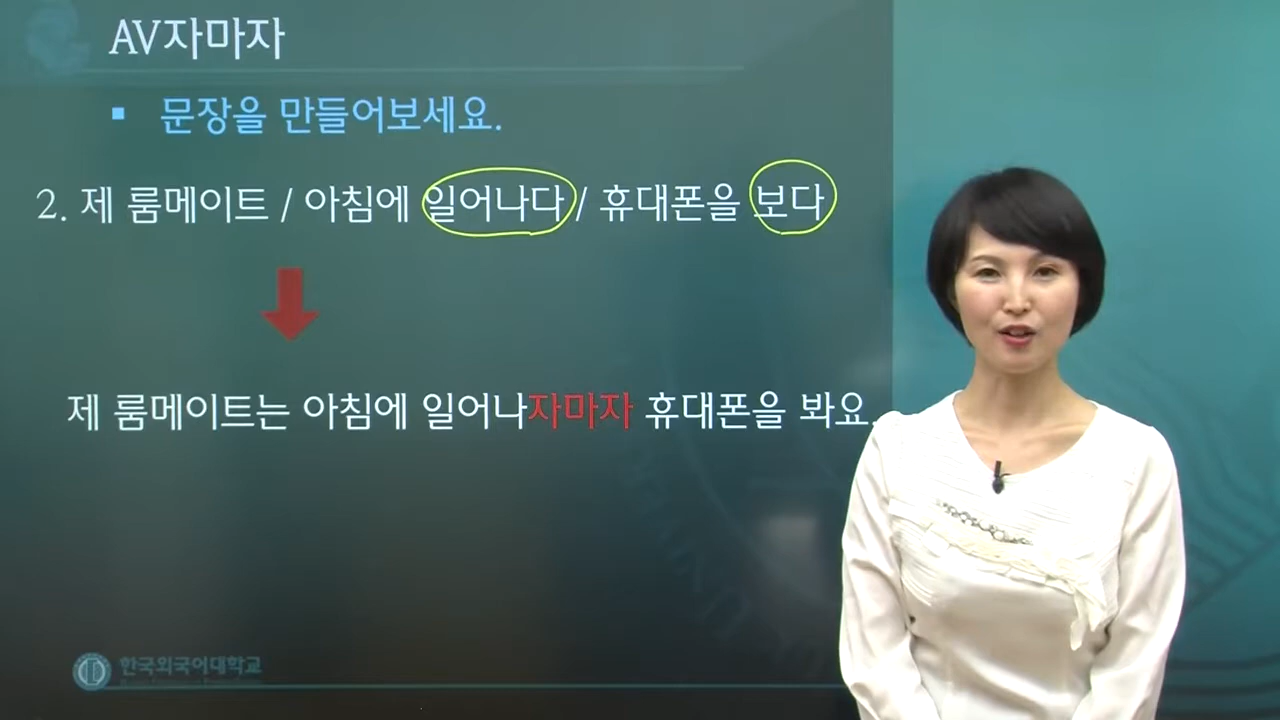 AV자마자
▪ 문장을 만들어보세요.
2. 제 룸메이트 / 아침에 일어나다 / 휴대폰을 보다
제 룸메이트는 아침에 일어나자마자 휴대폰을 봐요.
한국외국어대학교